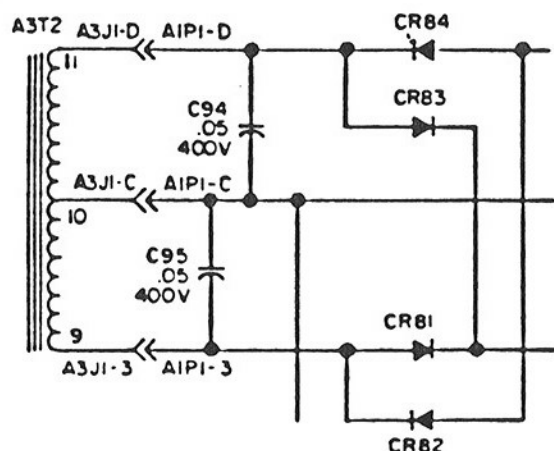 A3T2
A3J1-D
A1P1-D
CR84
11
C94
.05
400V
CR83
A3J1-C
A1P1-C
10
C95
.05
400V
CR81
9
A3J1-3
A1P1-3
CR82